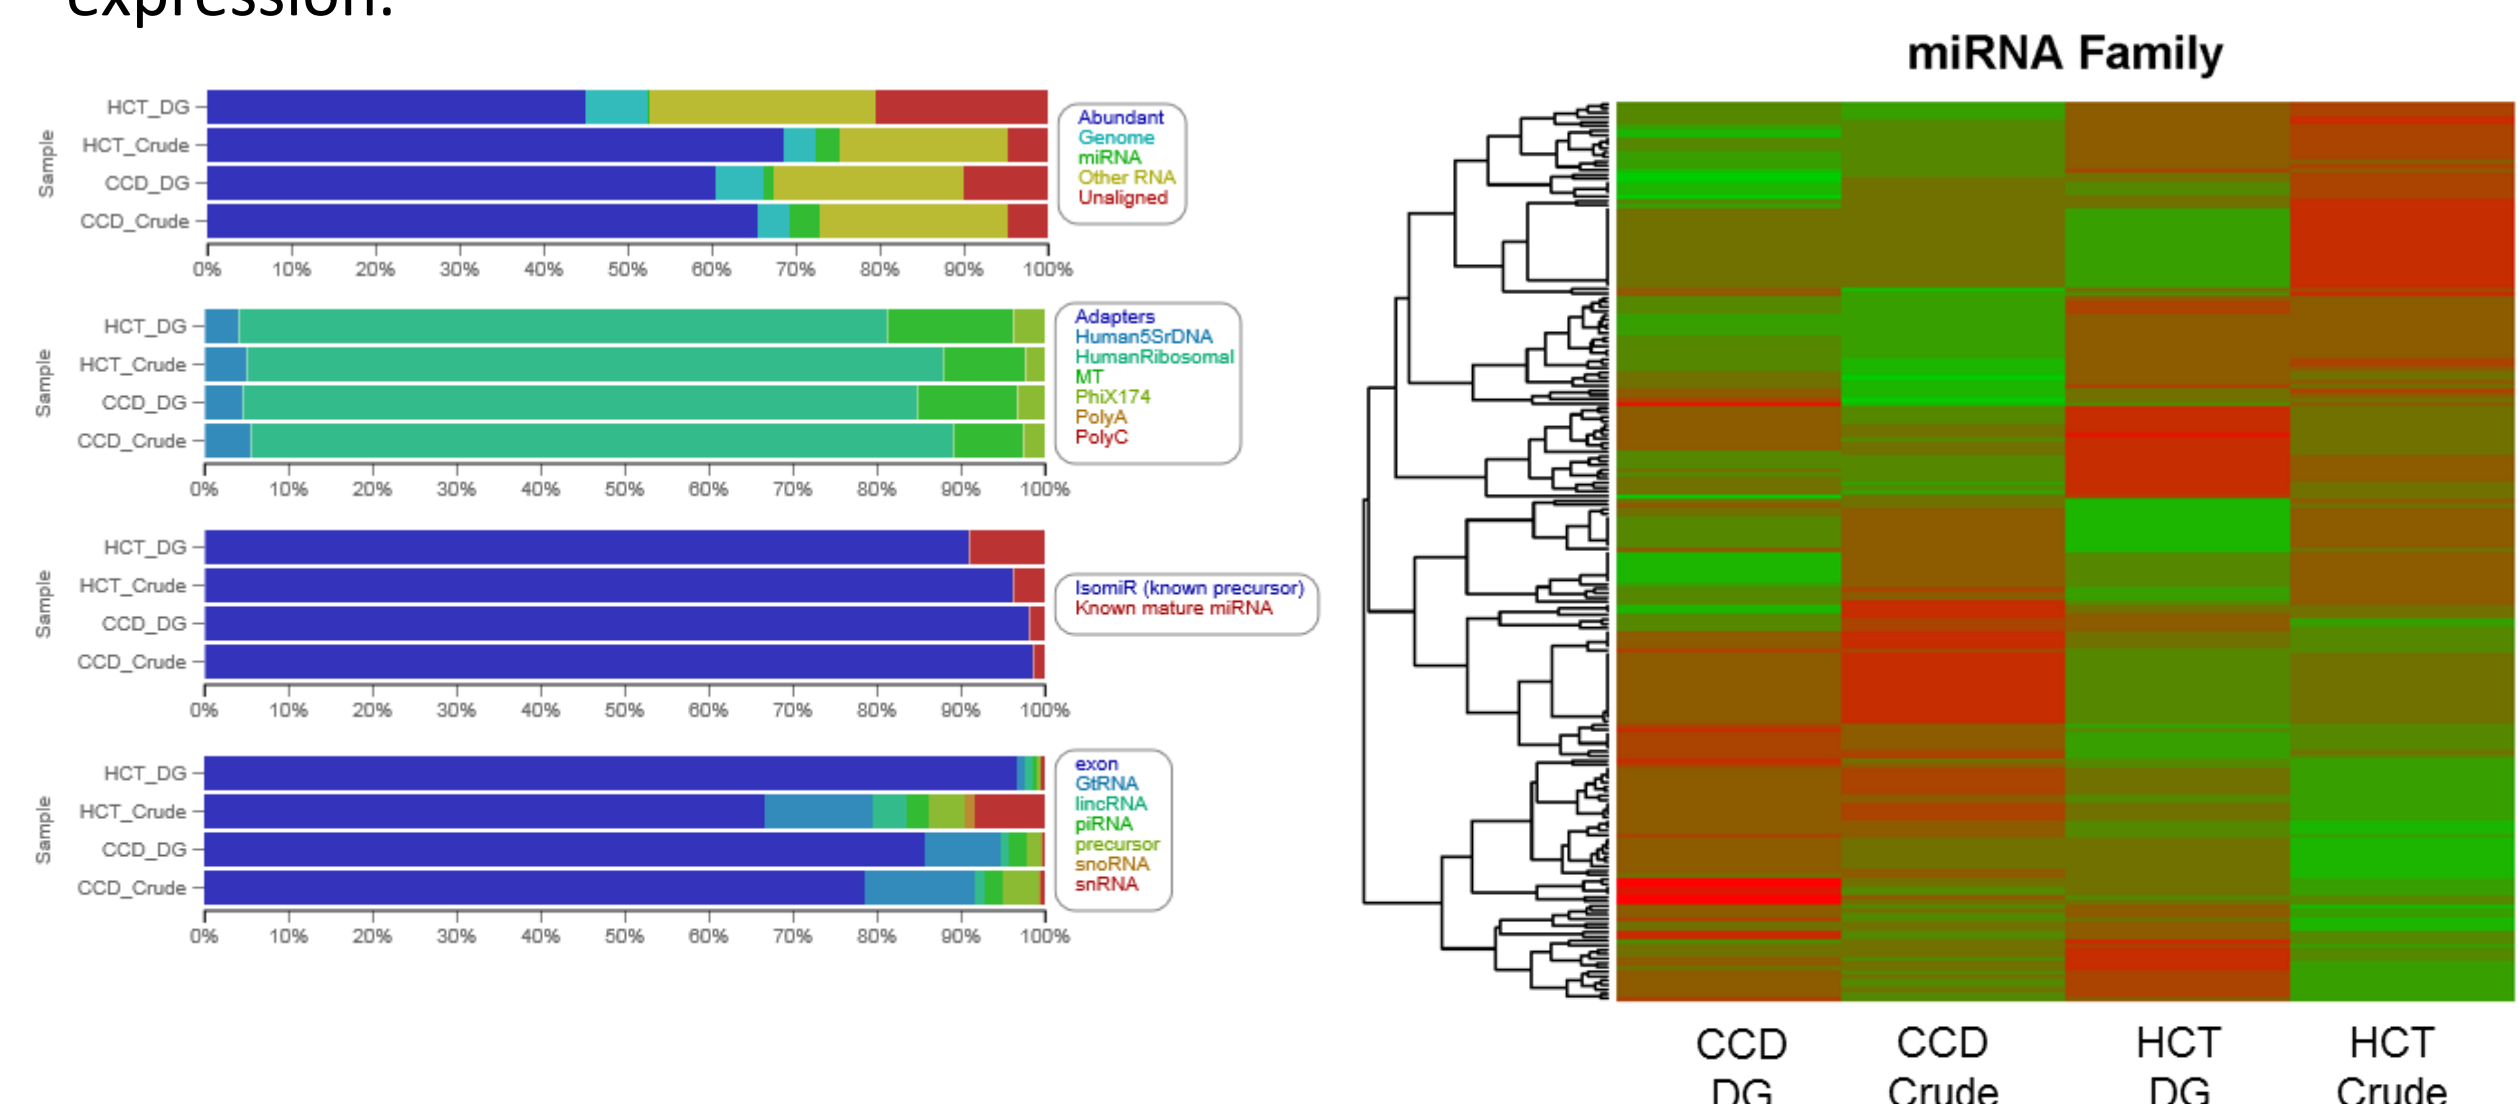 expression.
miRNA Family
Sample
HCT_DG
HCT_Crude
CCD_DG
CCD_Crude
0% 10% 20% 30% 40% 50% 60% 70% 80% 90% 100%
Abundant
Genome
miRNA
Other RNA
Unaligned
Sample
HCT_DG
HCT_Crude
CCD_DG
CCD_Crude
0% 10% 20% 30% 40% 50% 60% 70% 80% 90% 100%
Adapters
Human5SrDNA
HumanRibosomal
MT
PhiX174
PolyA
PolyC
Sample
HCT_DG
HCT_Crude
CCD_DG
CCD_Crude
0% 10% 20% 30% 40% 50% 60% 70% 80% 90% 100%
IsomiR (known precursor)
Known mature miRNA
Sample
HCT_DG
HCT_Crude
CCD_DG
CCD_Crude
0% 10% 20% 30% 40% 50% 60% 70% 80% 90% 100%
exon
GtRNA
lincRNA
piRNA
precursor
snoRNA
snRNA
CCD CCD HCT HCT
DG Crude DG Crude